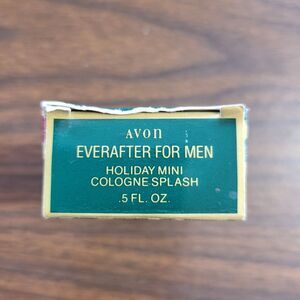 AVON
EVERAFTER FOR MEN
HOLIDAY MINI
COLOGNE SPLASH
.5 FL. OZ.